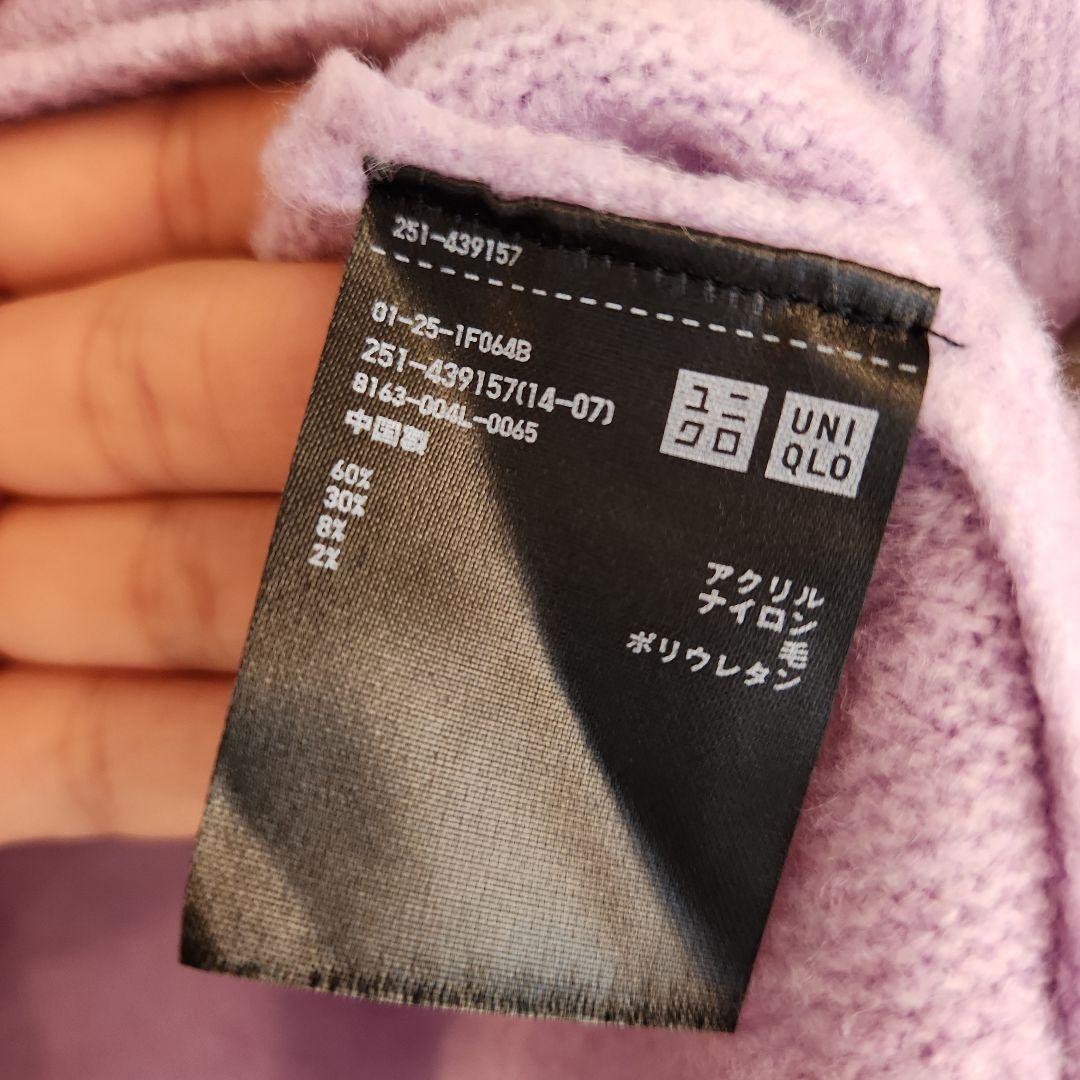 251-439157
01-25-1F064B
251-439157(14-07)
8163-004L-0065
中国製
ユニ
クロ
UNI
QLO
アクリル 60%
ナイロン 30%
毛 8%
ポリウレタン 2%